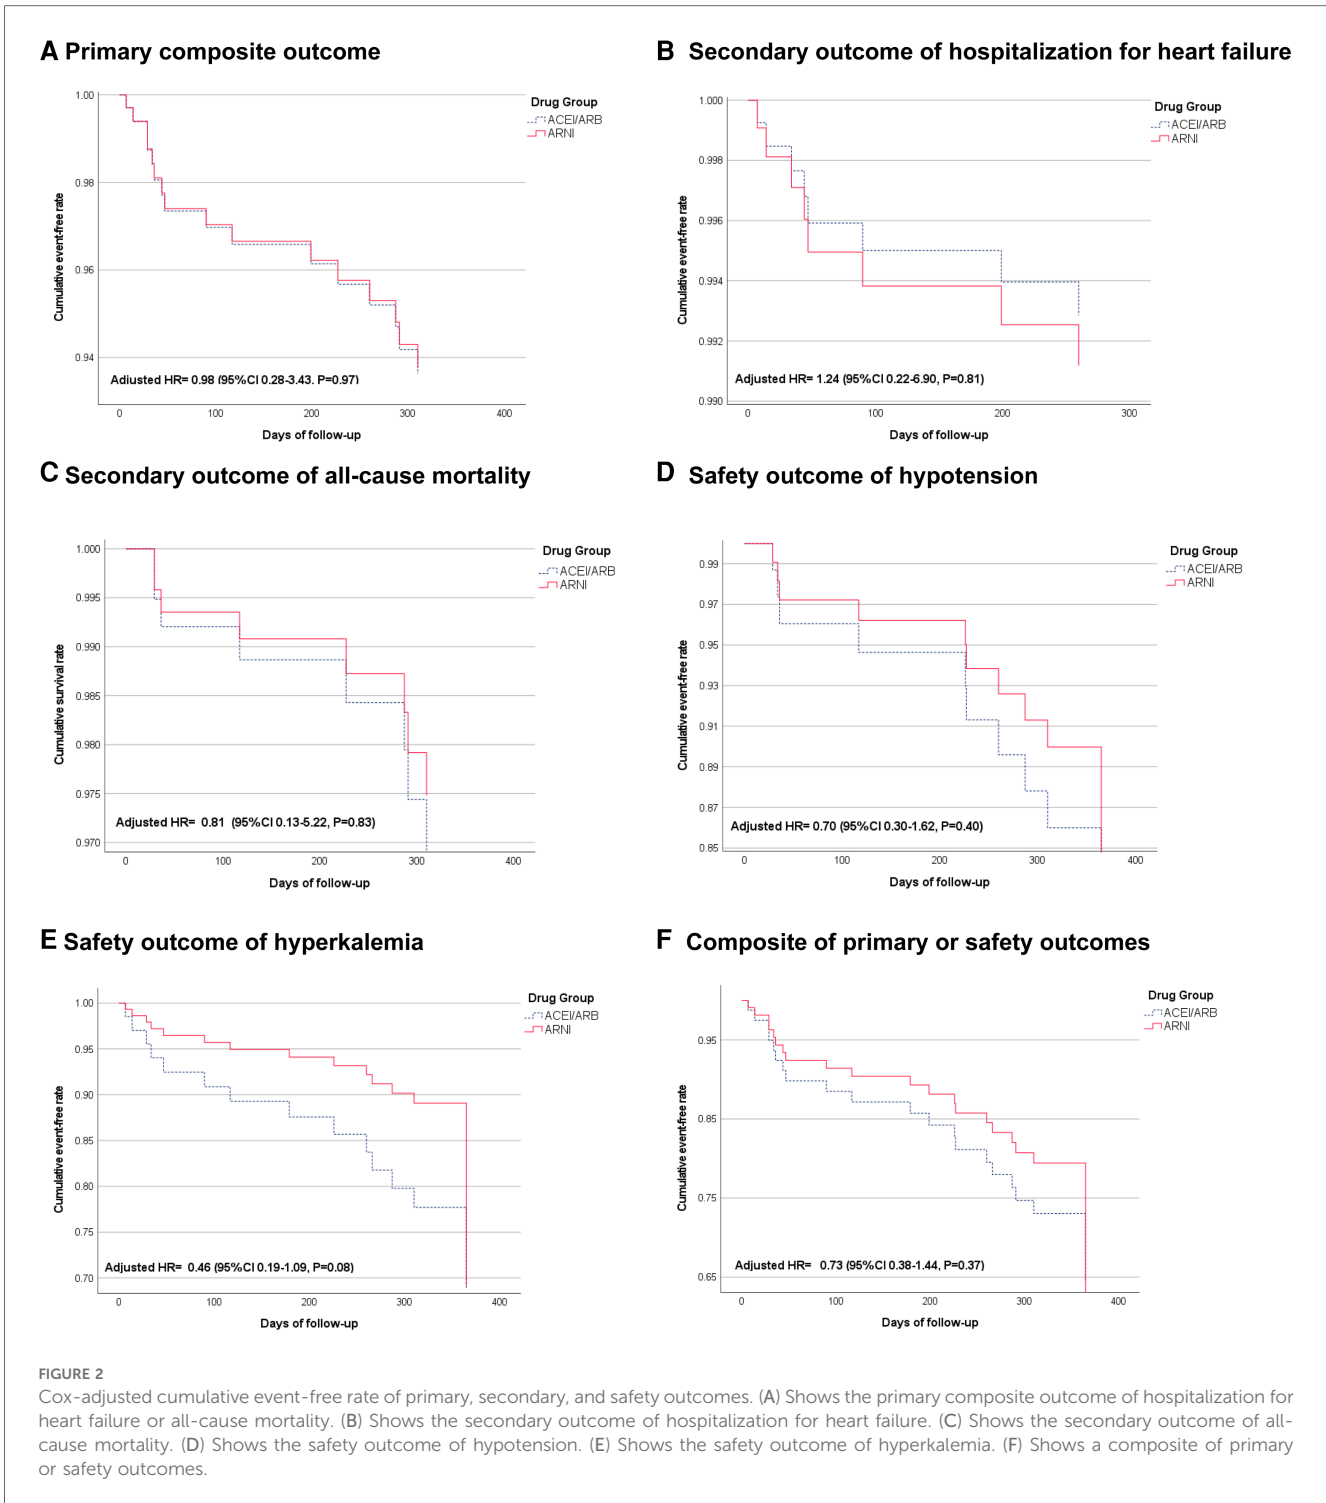 A Primary composite outcome
1.00
0.98
0.96
0.94
Cumulative event-free rate
Drug Group
ACEI/ARB
ARNI
Adjusted HR= 0.98 (95%CI 0.28-3.43, P=0.97)
0 100 200 300 400
Days of follow-up
B Secondary outcome of hospitalization for heart failure
1.000
0.998
0.996
0.994
0.992
0.990
Cumulative event-free rate
Drug Group
ACEI/ARB
ARNI
Adjusted HR= 1.24 (95%CI 0.22-6.90, P=0.81)
0 100 200 300
Days of follow-up
C Secondary outcome of all-cause mortality
1.000
0.995
0.990
0.985
0.980
0.975
0.970
Cumulative survival rate
Drug Group
ACEI/ARB
ARNI
Adjusted HR= 0.81 (95%CI 0.13-5.22, P=0.83)
0 100 200 300 400
Days of follow-up
D Safety outcome of hypotension
0.99
0.97
0.95
0.93
0.91
0.89
0.87
0.85
Cumulative event-free rate
Drug Group
ACEI/ARB
ARNI
Adjusted HR= 0.70 (95%CI 0.30-1.62, P=0.40)
0 100 200 300 400
Days of follow-up
E Safety outcome of hyperkalemia
1.00
0.95
0.90
0.85
0.80
0.75
0.70
Cumulative event-free rate
Drug Group
ACEI/ARB
ARNI
Adjusted HR= 0.46 (95%CI 0.19-1.09, P=0.08)
0 100 200 300 400
Days of follow-up
F Composite of primary or safety outcomes
0.95
0.85
0.75
0.65
Cumulative event-free rate
Drug Group
ACEI/ARB
ARNI
Adjusted HR= 0.73 (95%CI 0.38-1.44, P=0.37)
0 100 200 300 400
Days of follow-up
FIGURE 2
Cox-adjusted cumulative event-free rate of primary, secondary, and safety outcomes. (A) Shows the primary composite outcome of hospitalization for
heart failure or all-cause mortality. (B) Shows the secondary outcome of hospitalization for heart failure. (C) Shows the secondary outcome of all-
cause mortality. (D) Shows the safety outcome of hypotension. (E) Shows the safety outcome of hyperkalemia. (F) Shows a composite of primary
or safety outcomes.